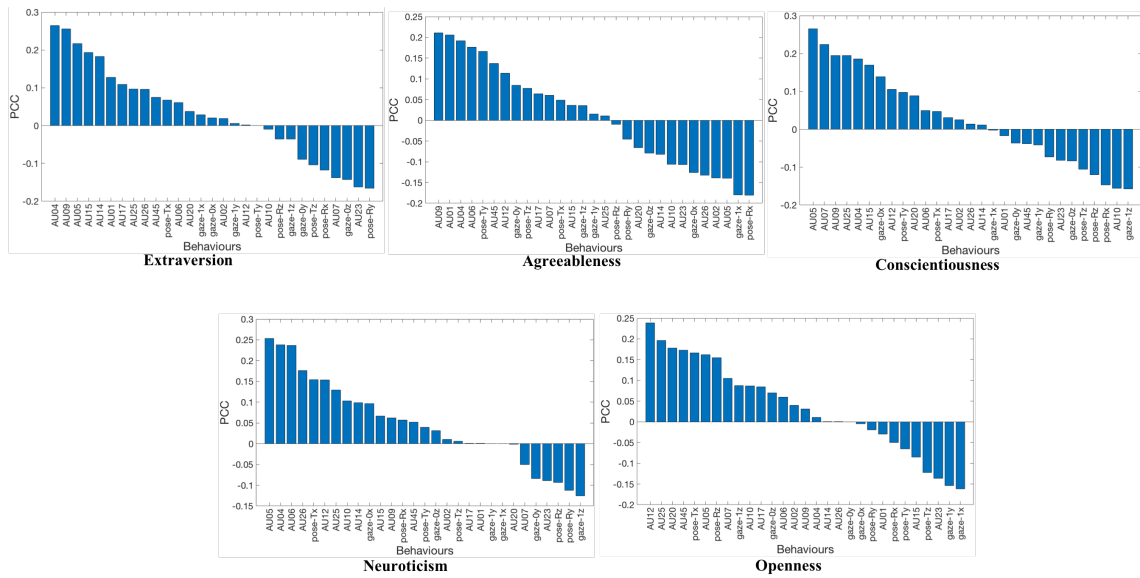 PCC
0.3
0.2
0.1
0
-0.1
-0.2
AU04 AU09 AU05 AU15 AU14 AU01 AU17 AU25 AU26 AU45 pose-Tx AU06 AU20 gaze-1x gaze-0x AU02 gaze-1y AU12 pose-Ty AU10 pose-Rz gaze-1z gaze-0y pose-Tz pose-Rx AU07 gaze-0z AU23 pose-Ry
Behaviours
Extraversion
PCC
0.25
0.2
0.15
0.1
0.05
0
-0.05
-0.1
-0.15
-0.2
AU09 AU01 AU04 AU06 pose-Ty AU45 AU12 gaze-0y pose-Tz AU17 AU07 pose-Tx AU15 gaze-1z gaze-1y AU25 pose-Rz pose-Ry AU20 gaze-0z AU14 AU10 AU23 gaze-0x AU26 AU02 AU05 gaze-1x pose-Rx
Behaviours
Agreeableness
PCC
0.3
0.2
0.1
0
-0.1
-0.2
AU05 AU07 AU09 AU25 AU04 AU15 gaze-0x AU12 pose-Ty AU20 AU06 pose-Tx AU17 AU02 AU26 AU14 gaze-1x AU01 gaze-0y AU45 gaze-1y pose-Ry AU23 gaze-0z pose-Tz pose-Rz pose-Rx AU10 gaze-1z
Behaviours
Conscientiousness
PCC
0.3
0.25
0.2
0.15
0.1
0.05
0
-0.05
-0.1
-0.15
AU05 AU04 AU06 AU26 pose-Tx AU12 AU25 AU10 AU14 gaze-0x AU15 AU09 pose-Rx AU45 pose-Ty gaze-0z AU02 pose-Tz AU17 AU01 gaze-1y gaze-1x AU20 AU07 gaze-0y AU23 pose-Rz pose-Ry gaze-1z
Behaviours
Neuroticism
PCC
0.25
0.2
0.15
0.1
0.05
0
-0.05
-0.1
-0.15
-0.2
AU12 AU25 AU20 AU45 pose-Tx AU05 pose-Rz AU07 gaze-1z AU10 AU17 gaze-0z AU06 AU02 AU09 AU04 AU14 AU26 gaze-0y gaze-0x pose-Ry AU01 pose-Rx pose-Ty AU15 pose-Tz AU23 gaze-1y gaze-1x
Behaviours
Openness